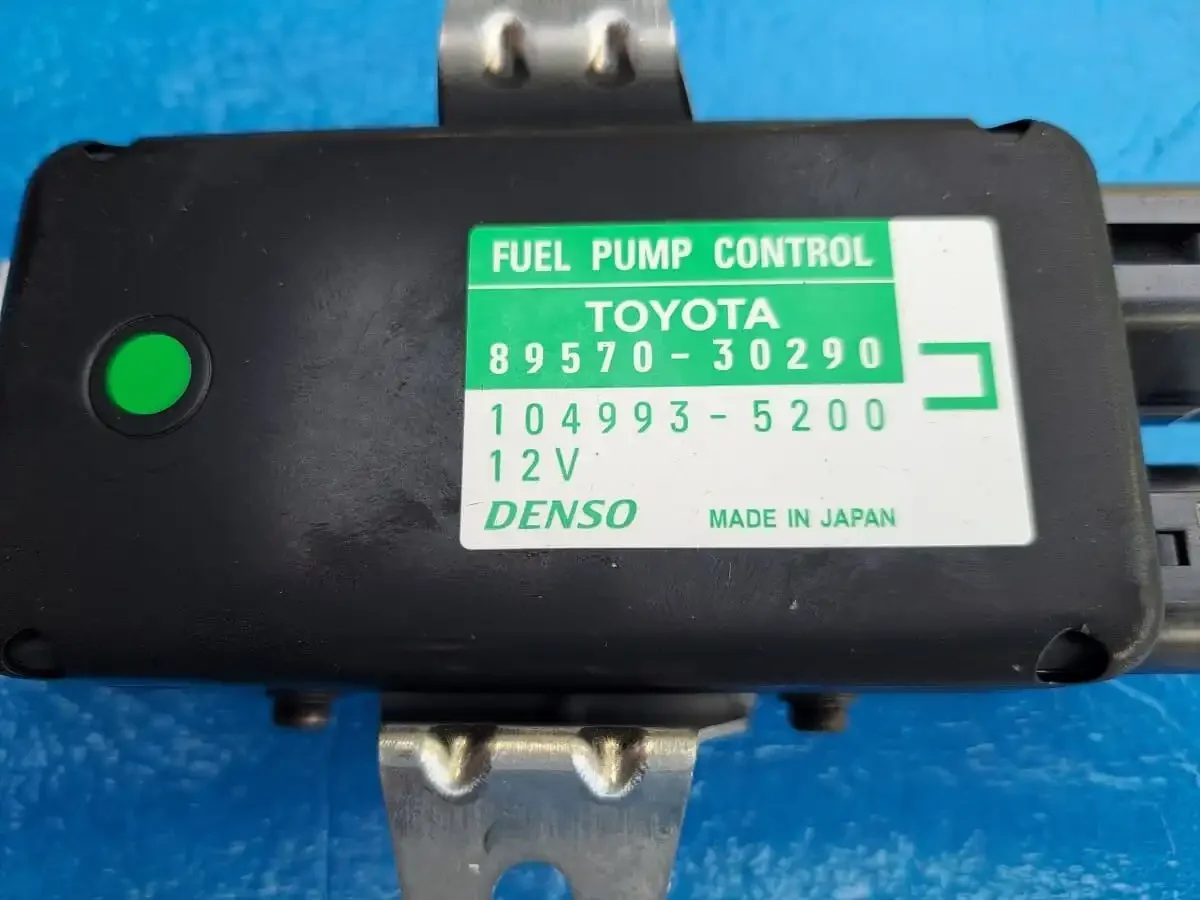 FUEL PUMP CONTROL
TOYOTA
89570-30290
104993-5200
12V
DENSO MADE IN JAPAN